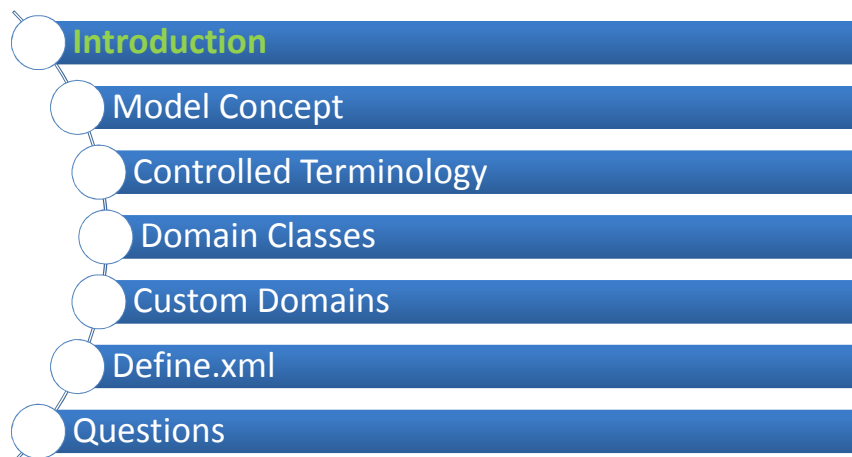 Introduction
Model Concept
Controlled Terminology
Domain Classes
Custom Domains
Define.xml
Questions